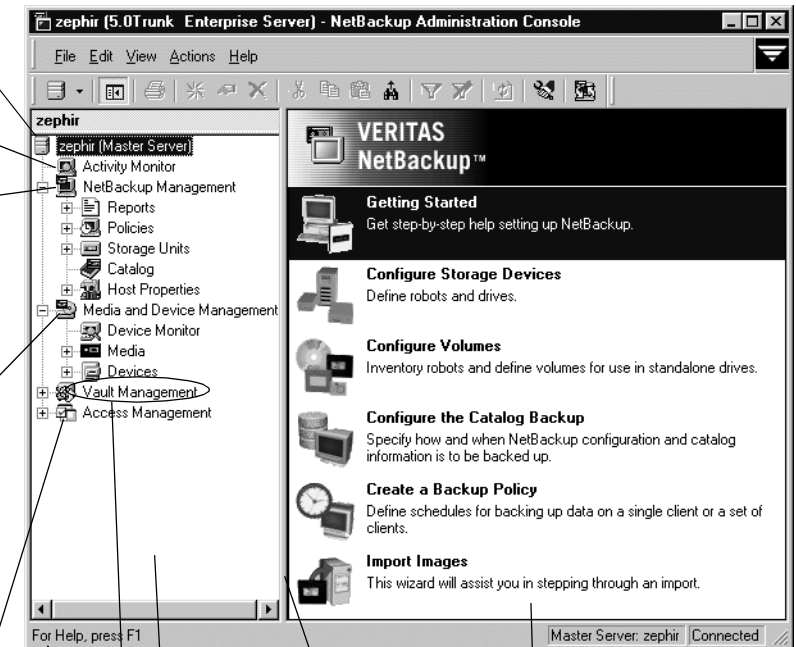 zephir (5.0Trunk Enterprise Server) - NetBackup Administration Console
File Edit View Actions Help
zephir
zephir (Master Server)
Activity Monitor
NetBackup Management
Reports
Policies
Storage Units
Catalog
Host Properties
Media and Device Management
Device Monitor
Media
Devices
Vault Management
Access Management
VERITAS
NetBackup™
Getting Started
Get step-by-step help setting up NetBackup.
Configure Storage Devices
Define robots and drives.
Configure Volumes
Inventory robots and define volumes for use in standalone drives.
Configure the Catalog Backup
Specify how and when NetBackup configuration and catalog
information is to be backed up.
Create a Backup Policy
Define schedules for backing up data on a single client or a set of
clients.
Import Images
This wizard will assist you in stepping through an import.
For Help, press F1
Master Server: zephir Connected